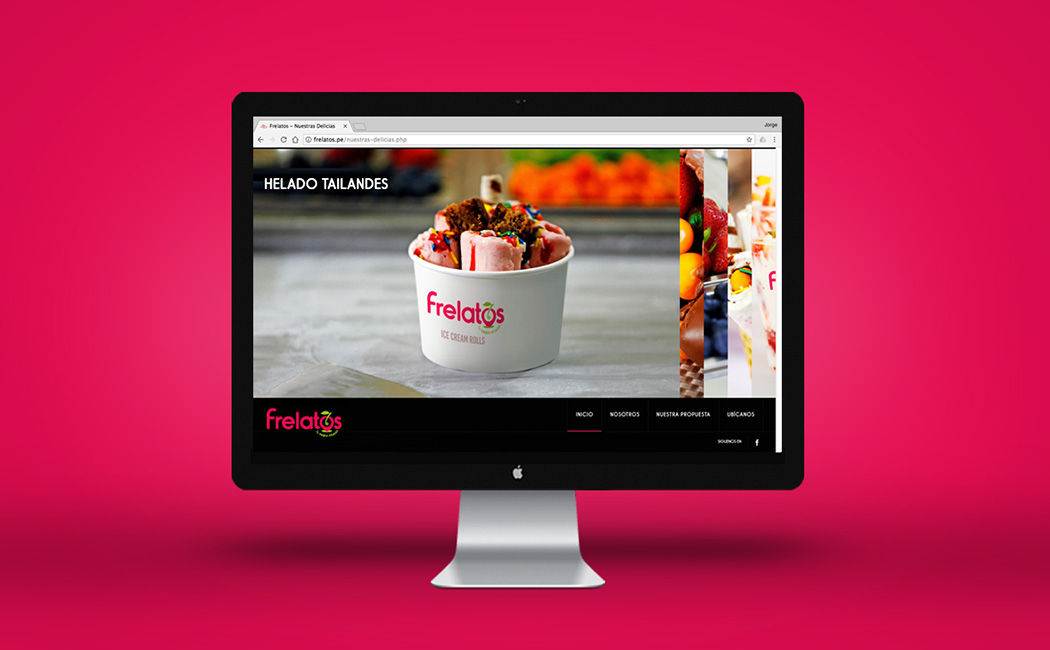 Frelatos – Nuestras Delicias
Jorge
frelatos.pe/nuestras-delicias.php
HELADO TAILANDES
frelatos
ICE CREAM ROLLS
frelatos
INICIO
NOSOTROS
NUESTRA PROPUESTA
UBÍCANOS
SIGUENOS EN